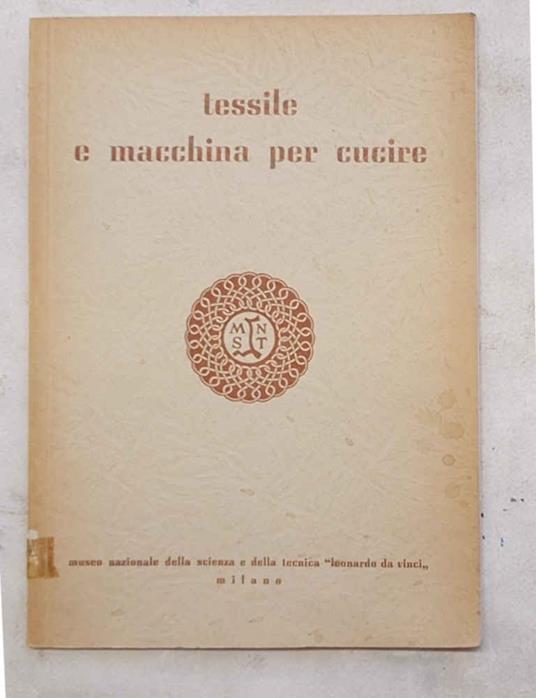 tessile
e macchina per cucire
M N
S T
museo nazionale della scienza e della tecnica "leonardo da vinci„
milano